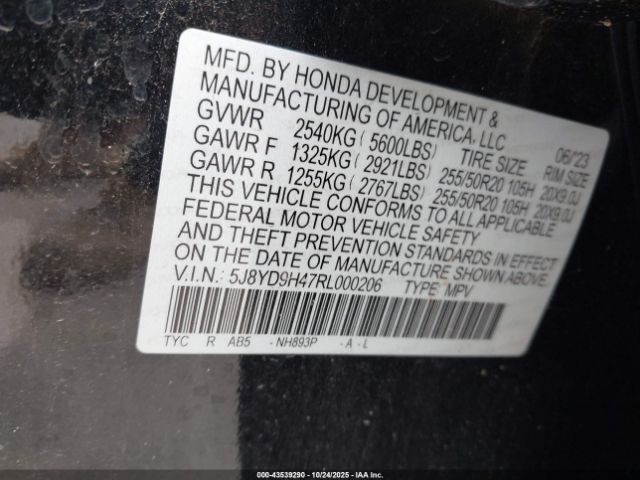 MFD. BY HONDA DEVELOPMENT &
MANUFACTURING OF AMERICA, LLC 06/23
GVWR 2540KG ( 5600LBS) TIRE SIZE RIM SIZE
GAWR F 1325KG ( 2921LBS) 255/50R20 105H 20X9.0J
GAWR R 1255KG ( 2767LBS) 255/50R20 105H 20X9.0J
THIS VEHICLE CONFORMS TO ALL APPLICABLE
FEDERAL MOTOR VEHICLE SAFETY
AND THEFT PREVENTION STANDARDS IN EFFECT
ON THE DATE OF MANUFACTURE SHOWN ABOVE.
V.I.N.: 5J8YD9H47RL000206 TYPE: MPV
TYC R AB5 - NH893P - A - L
000-43539290 - 10/24/2025 - IAA Inc.